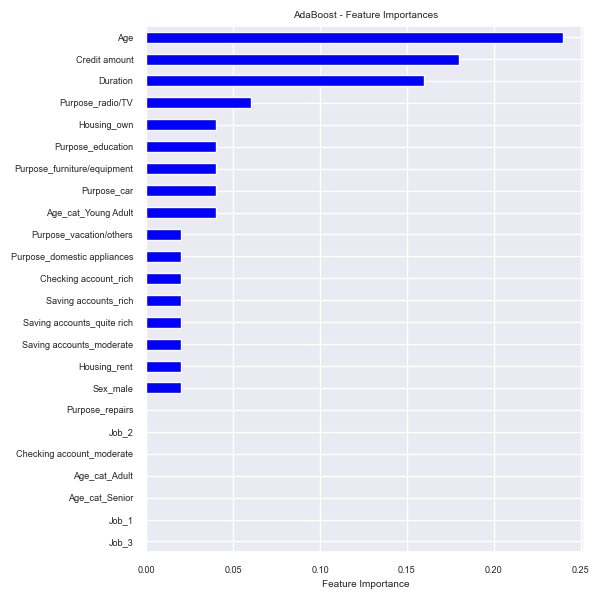 AdaBoost - Feature Importances
Age
Credit amount
Duration
Purpose_radio/TV
Housing_own
Purpose_education
Purpose_furniture/equipment
Purpose_car
Age_cat_Young Adult
Purpose_vacation/others
Purpose_domestic appliances
Checking account_rich
Saving accounts_rich
Saving accounts_quite rich
Saving accounts_moderate
Housing_rent
Sex_male
Purpose_repairs
Job_2
Checking account_moderate
Age_cat_Adult
Age_cat_Senior
Job_1
Job_3
0.00 0.05 0.10 0.15 0.20 0.25
Feature Importance